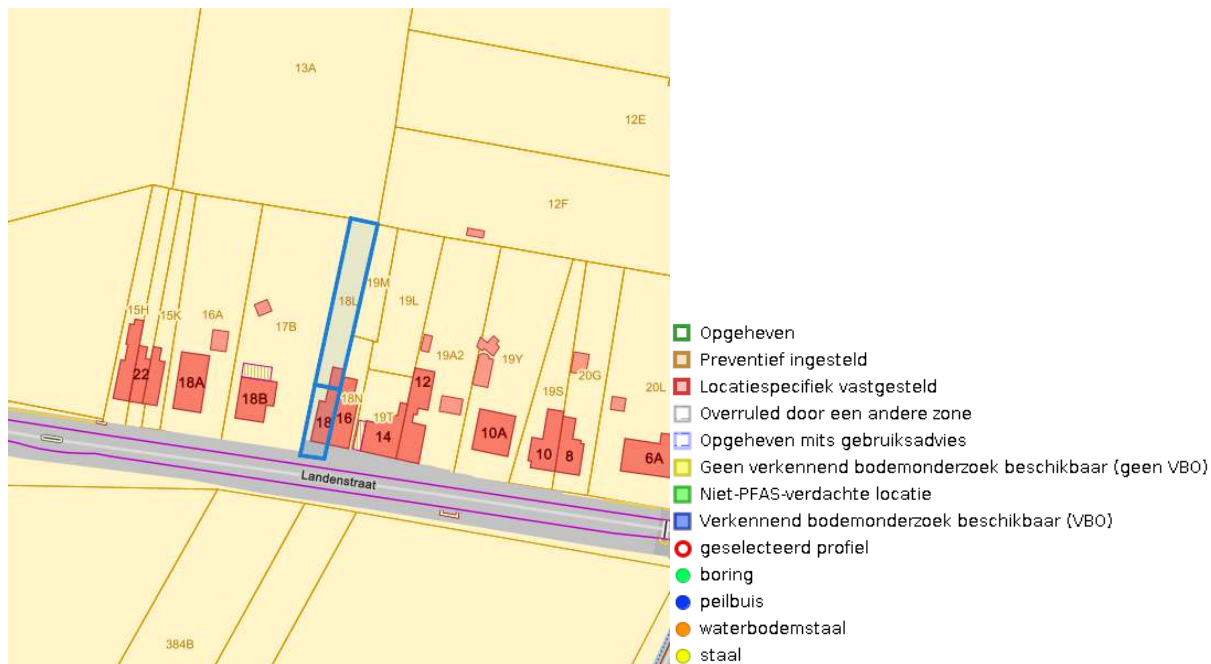 13A
12E
12F
19M
18L
19L
15H
15K
16A
17B
19A2
19Y
22
18A
18B
12
20G
19S
20L
18N
18
16
19T
14
10A
10
8
6A
Landenstraat
384B
Opgeheven
Preventief ingesteld
Locatiespecifiek vastgesteld
Overruled door een andere zone
Opgeheven mits gebruiksadvies
Geen verkennend bodemonderzoek beschikbaar (geen VBO)
Niet-PFAS-verdachte locatie
Verkennend bodemonderzoek beschikbaar (VBO)
geselecteerd profiel
boring
peilbuis
waterbodemstaal
staal